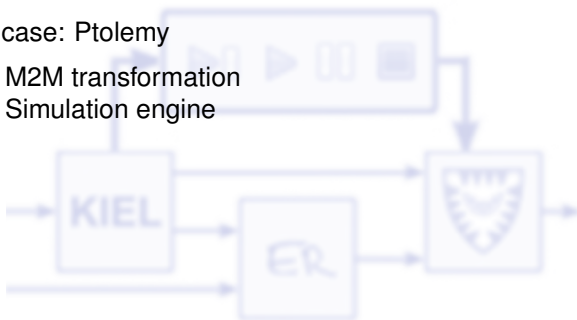 case: Ptolemy
M2M transformation
Simulation engine
KIEL
ER